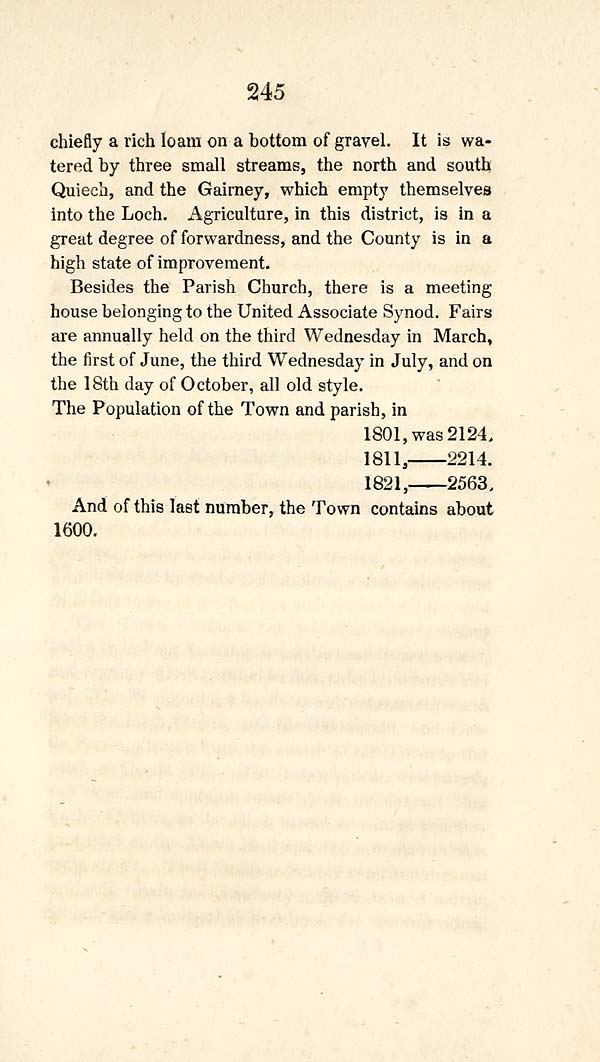 245
chiefly a rich loam on a bottom of gravel. It is wa-
tered by three small streams, the north and south
Quiech, and the Gairney, which empty themselves
into the Loch. Agriculture, in this district, is in a
great degree of forwardness, and the County is in a
high state of improvement.
Besides the Parish Church, there is a meeting
house belonging to the United Associate Synod. Fairs
are annually held on the third Wednesday in March,
the first of June, the third Wednesday in July, and on
the 18th day of October, all old style.
The Population of the Town and parish, in
1801, was 2124.
1811,——2214.
1821,——2563.
And of this last number, the Town contains about
1600.